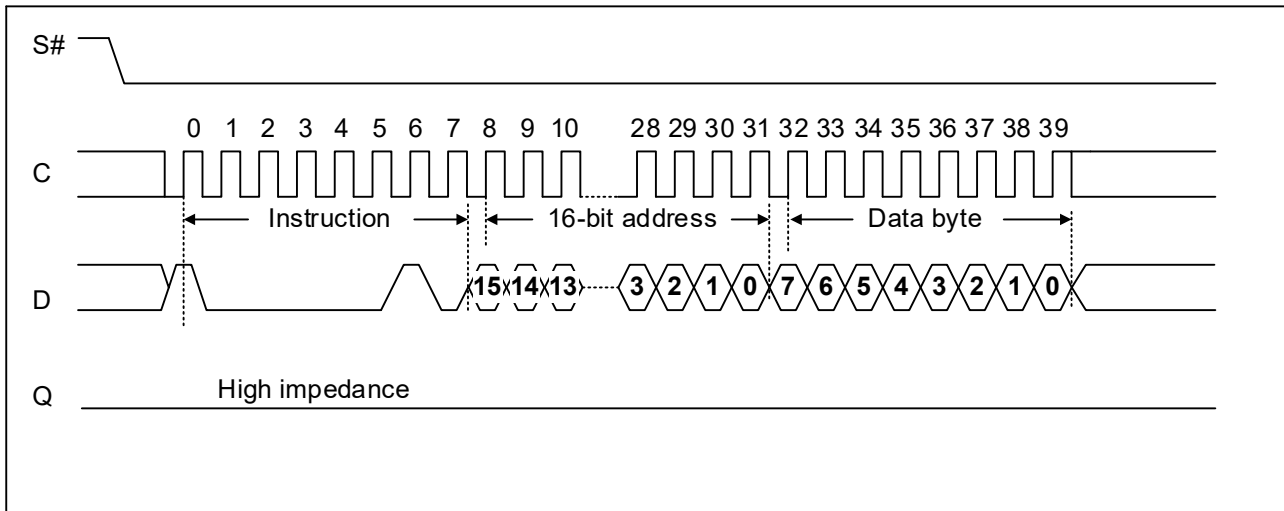 S#
0 1 2 3 4 5 6 7 8 9 10 28 29 30 31 32 33 34 35 36 37 38 39
C
Instruction 16-bit address Data byte
D 15 14 13 3 2 1 0 7 6 5 4 3 2 1 0
High impedance
Q